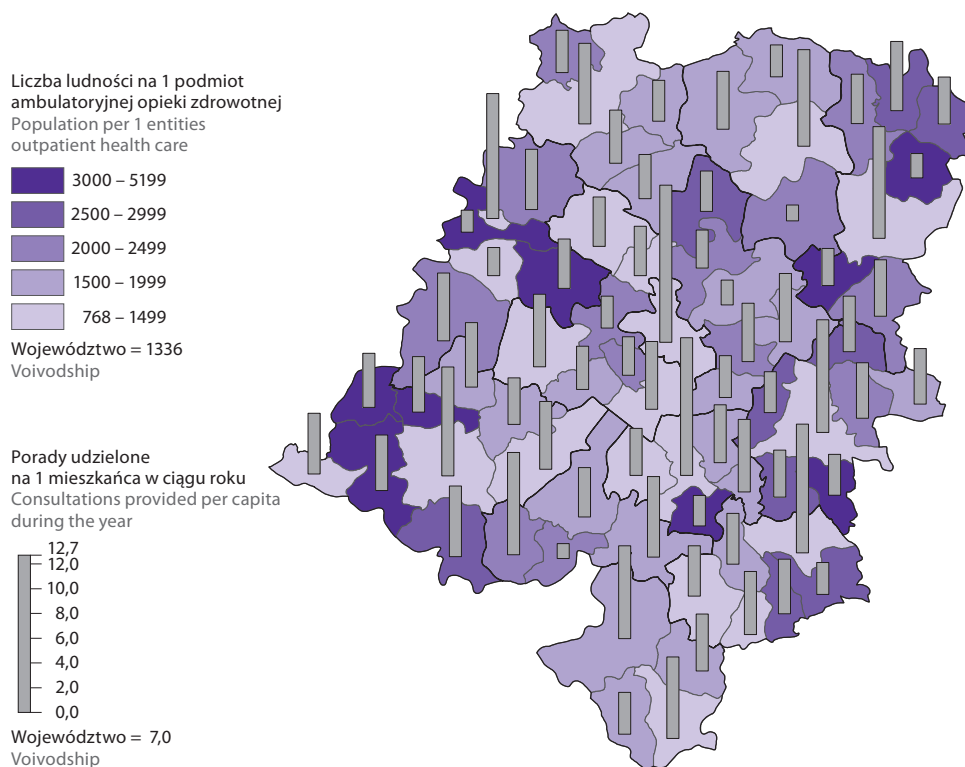 Liczba ludności na 1 podmiot
ambulatoryjnej opieki zdrowotnej
Population per 1 entities
outpatient health care
3000 – 5199
2500 – 2999
2000 – 2499
1500 – 1999
768 – 1499
Województwo = 1336
Voivodship
Porady udzielone
na 1 mieszkańca w ciągu roku
Consultations provided per capita
during the year
12,7
12,0
10,0
8,0
6,0
4,0
2,0
0,0
Województwo = 7,0
Voivodship